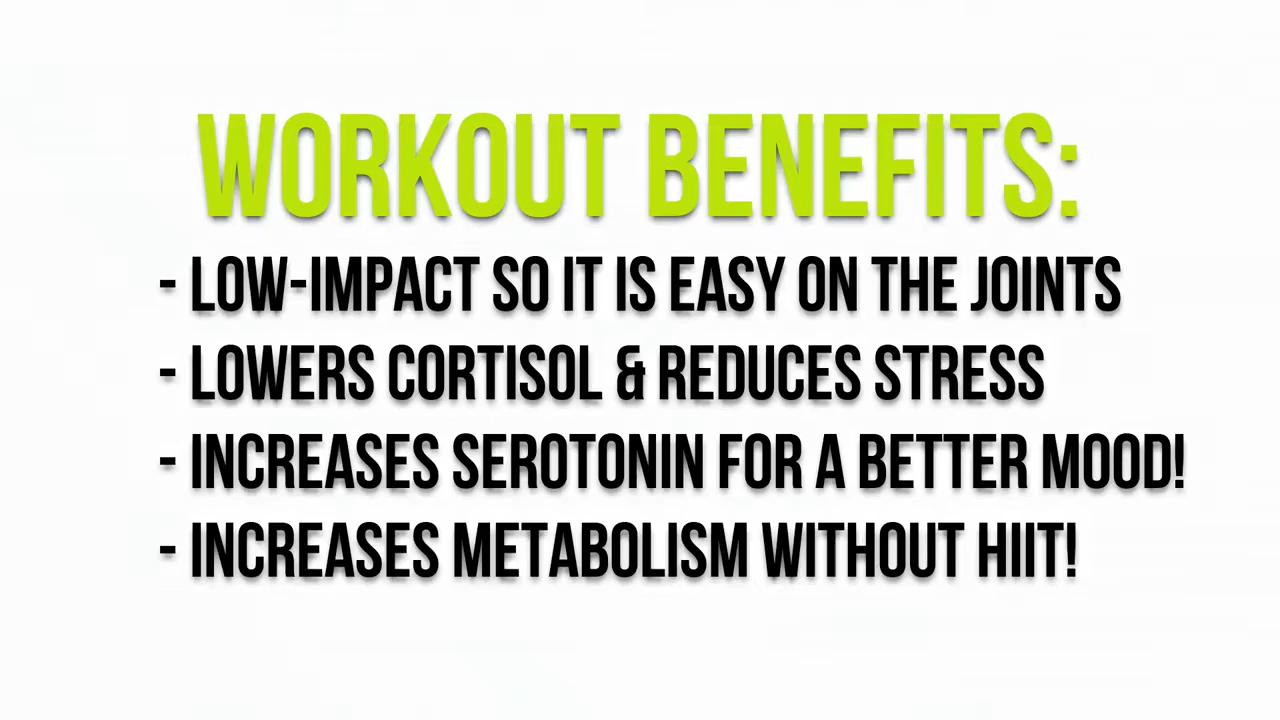 WORKOUT BENEFITS:
- LOW-IMPACT SO IT IS EASY ON THE JOINTS
- LOWERS CORTISOL & REDUCES STRESS
- INCREASES SEROTONIN FOR A BETTER MOOD!
- INCREASES METABOLISM WITHOUT HIIT!